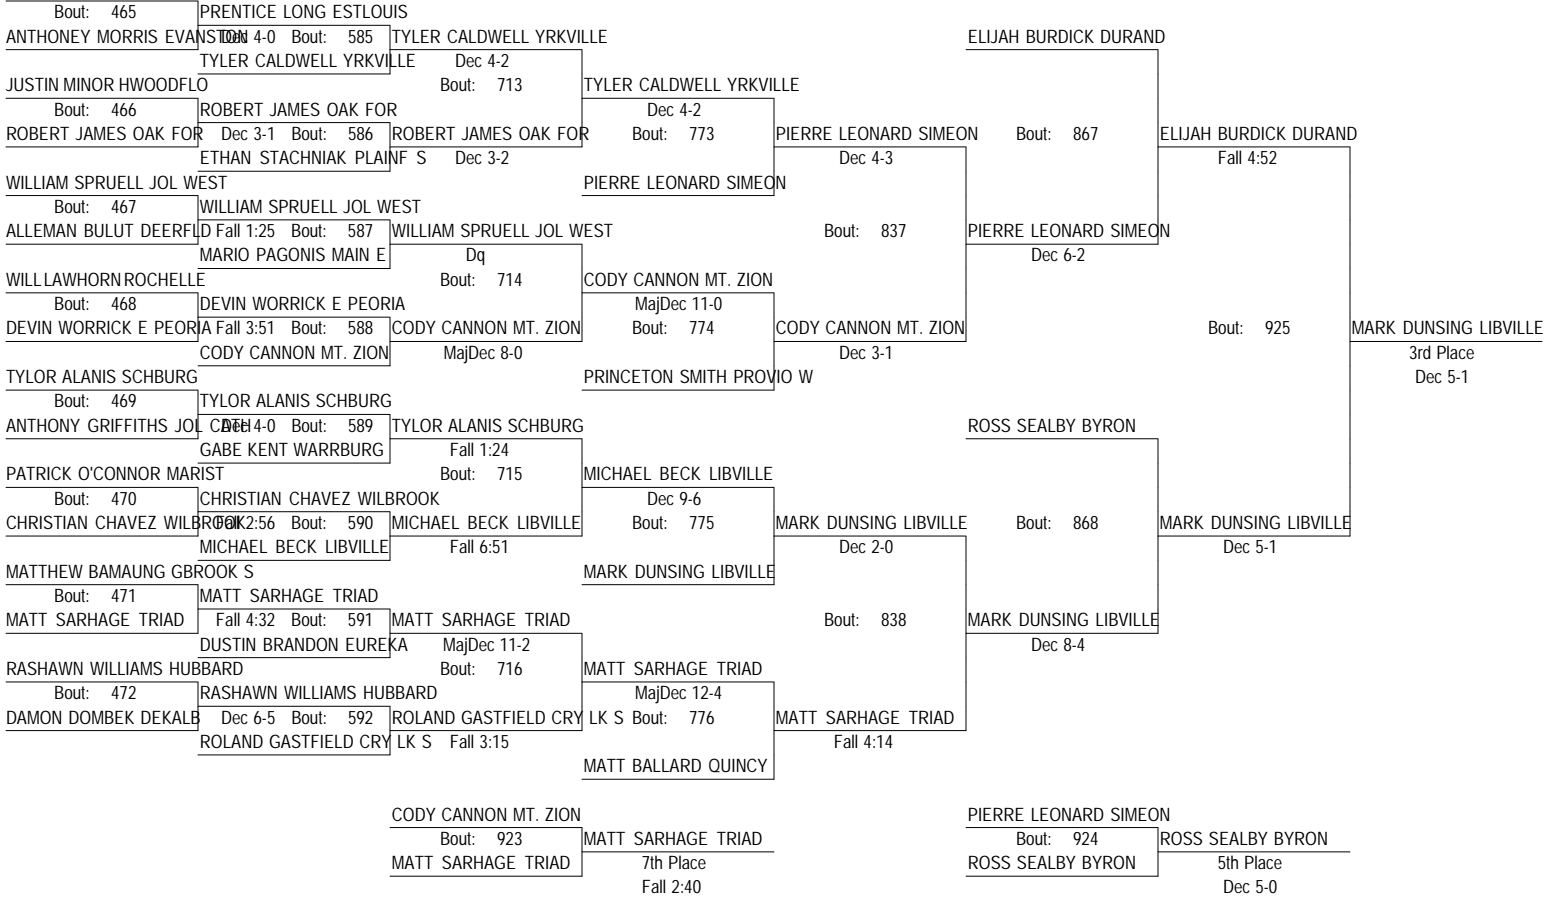 Bout: 465 PRENTICE LONG ESTLOUIS
ANTHONEY MORRIS EVANSTON Dec 4-0 Bout: 585 TYLER CALDWELL YRKVILLE ELIJAH BURDICK DURAND
TYLER CALDWELL YRKVILLE Dec 4-2
JUSTIN MINOR HWOODFLO Bout: 713 TYLER CALDWELL YRKVILLE
Bout: 466 ROBERT JAMES OAK FOR Dec 4-2
ROBERT JAMES OAK FOR Dec 3-1 Bout: 586 ROBERT JAMES OAK FOR Bout: 773 PIERRE LEONARD SIMEON Bout: 867 ELIJAH BURDICK DURAND
ETHAN STACHNIAK PLAINF S Dec 3-2 Dec 4-3 Fall 4:52
WILLIAM SPRUELL JOL WEST PIERRE LEONARD SIMEON
Bout: 467 WILLIAM SPRUELL JOL WEST
ALLEMAN BULUT DEERFLD Fall 1:25 Bout: 587 WILLIAM SPRUELL JOL WEST Bout: 837 PIERRE LEONARD SIMEON
MARIO PAGONIS MAIN E Dq Dec 6-2
WILL LAWHORN ROCHELLE Bout: 714 CODY CANNON MT. ZION
Bout: 468 DEVIN WORRICK E PEORIA MajDec 11-0
DEVIN WORRICK E PEORIA Fall 3:51 Bout: 588 CODY CANNON MT. ZION Bout: 774 CODY CANNON MT. ZION Bout: 925 MARK DUNSING LIBVILLE
CODY CANNON MT. ZION MajDec 8-0 Dec 3-1 3rd Place
TYLOR ALANIS SCHBURG PRINCETON SMITH PROVIO W Dec 5-1
Bout: 469 TYLOR ALANIS SCHBURG
ANTHONY GRIFFITHS JOL CATH Dec 4-0 Bout: 589 TYLOR ALANIS SCHBURG ROSS SEALBY BYRON
GABE KENT WARRBURG Fall 1:24
PATRICK O'CONNOR MARIST Bout: 715 MICHAEL BECK LIBVILLE
Bout: 470 CHRISTIAN CHAVEZ WILBROOK Dec 9-6
CHRISTIAN CHAVEZ WILBROOK Fall 2:56 Bout: 590 MICHAEL BECK LIBVILLE Bout: 775 MARK DUNSING LIBVILLE Bout: 868 MARK DUNSING LIBVILLE
MICHAEL BECK LIBVILLE Fall 6:51 Dec 2-0 Dec 5-1
MATTHEW BAMAUNG GBROOK S MARK DUNSING LIBVILLE
Bout: 471 MATT SARHAGE TRIAD
MATT SARHAGE TRIAD Fall 4:32 Bout: 591 MATT SARHAGE TRIAD Bout: 838 MARK DUNSING LIBVILLE
DUSTIN BRANDON EUREKA MajDec 11-2 Dec 8-4
RASHAWN WILLIAMS HUBBARD Bout: 716 MATT SARHAGE TRIAD
Bout: 472 RASHAWN WILLIAMS HUBBARD MajDec 12-4
DAMON DOMBEK DEKALB Dec 6-5 Bout: 592 ROLAND GASTFIELD CRY LK S Bout: 776 MATT SARHAGE TRIAD
ROLAND GASTFIELD CRY LK S Fall 3:15 Fall 4:14
MATT BALLARD QUINCY
CODY CANNON MT. ZION PIERRE LEONARD SIMEON
Bout: 923 MATT SARHAGE TRIAD Bout: 924 ROSS SEALBY BYRON
MATT SARHAGE TRIAD 7th Place ROSS SEALBY BYRON 5th Place
Fall 2:40 Dec 5-0